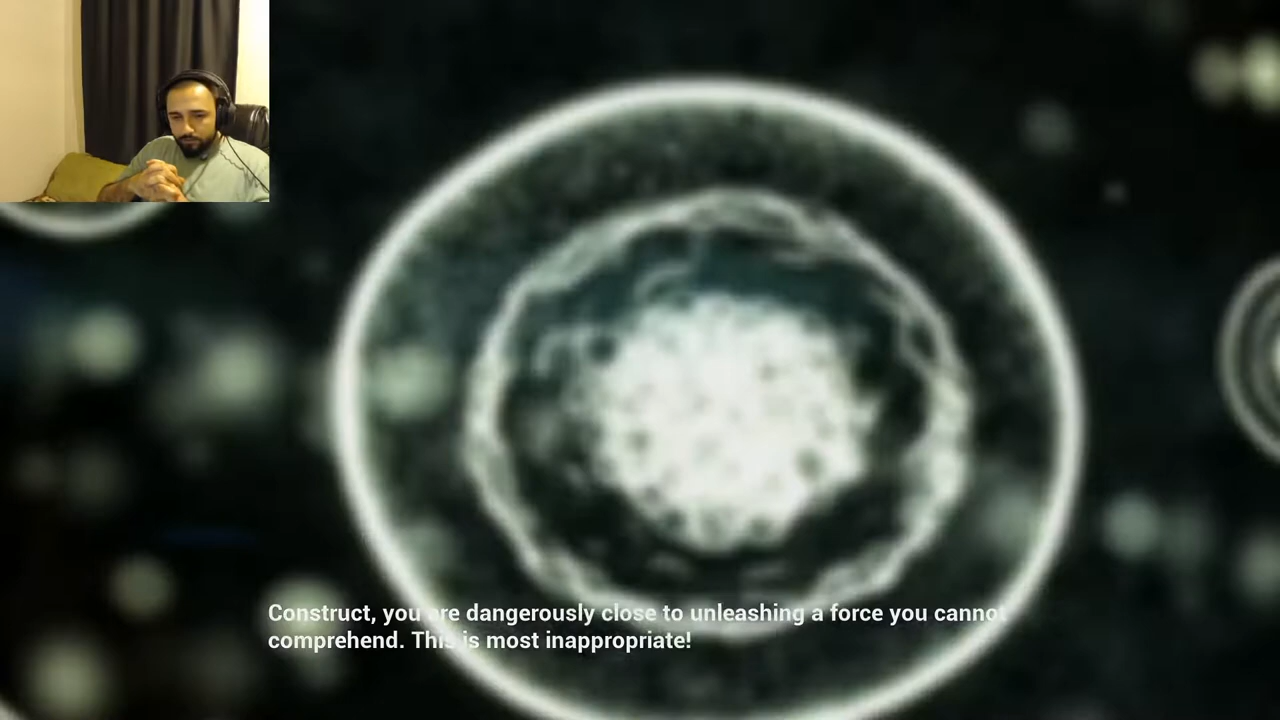 Construct, you are dangerously close to unleashing a force you cannot
comprehend. This is most inappropriate!